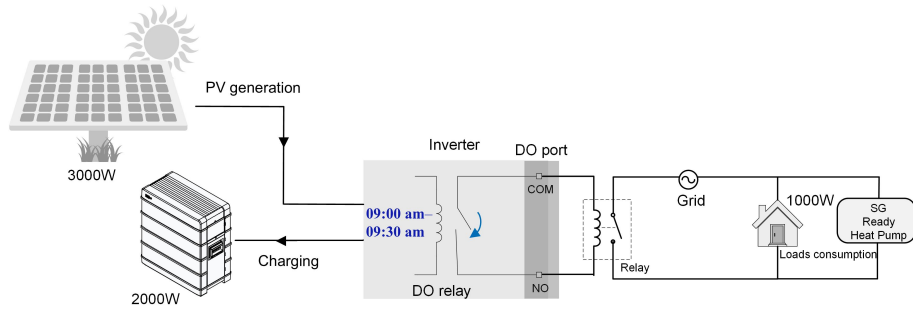 PV generation
3000W
Inverter
DO port
COM
09:00 am
09:30 am
Charging
2000W
DO relay
NO
Relay
Grid
1000W
Loads consumption
SG
Ready
Heat Pump